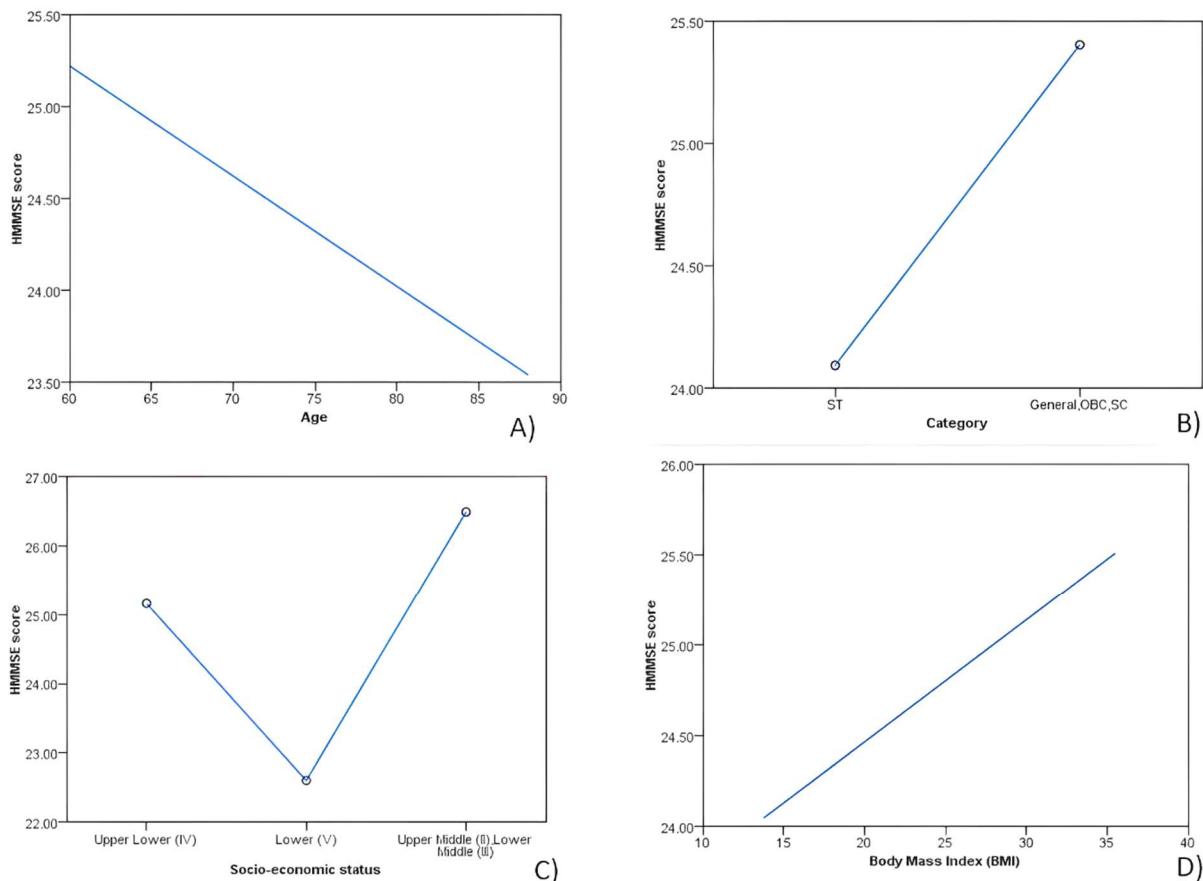 25.50
25.00
24.50
24.00
23.50
HMMSE score
60 65 70 75 80 85 90
Age
A)
25.50
25.00
24.50
24.00
HMMSE score
ST General,OBC,SC
Category
B)
27.00
26.00
25.00
24.00
23.00
22.00
HMMSE score
Upper Lower (IV) Lower (V) Upper Middle (II),Lower
Middle (III)
Socio-economic status
C)
26.00
25.50
25.00
24.50
24.00
HMMSE score
10 15 20 25 30 35 40
Body Mass Index (BMI)
D)